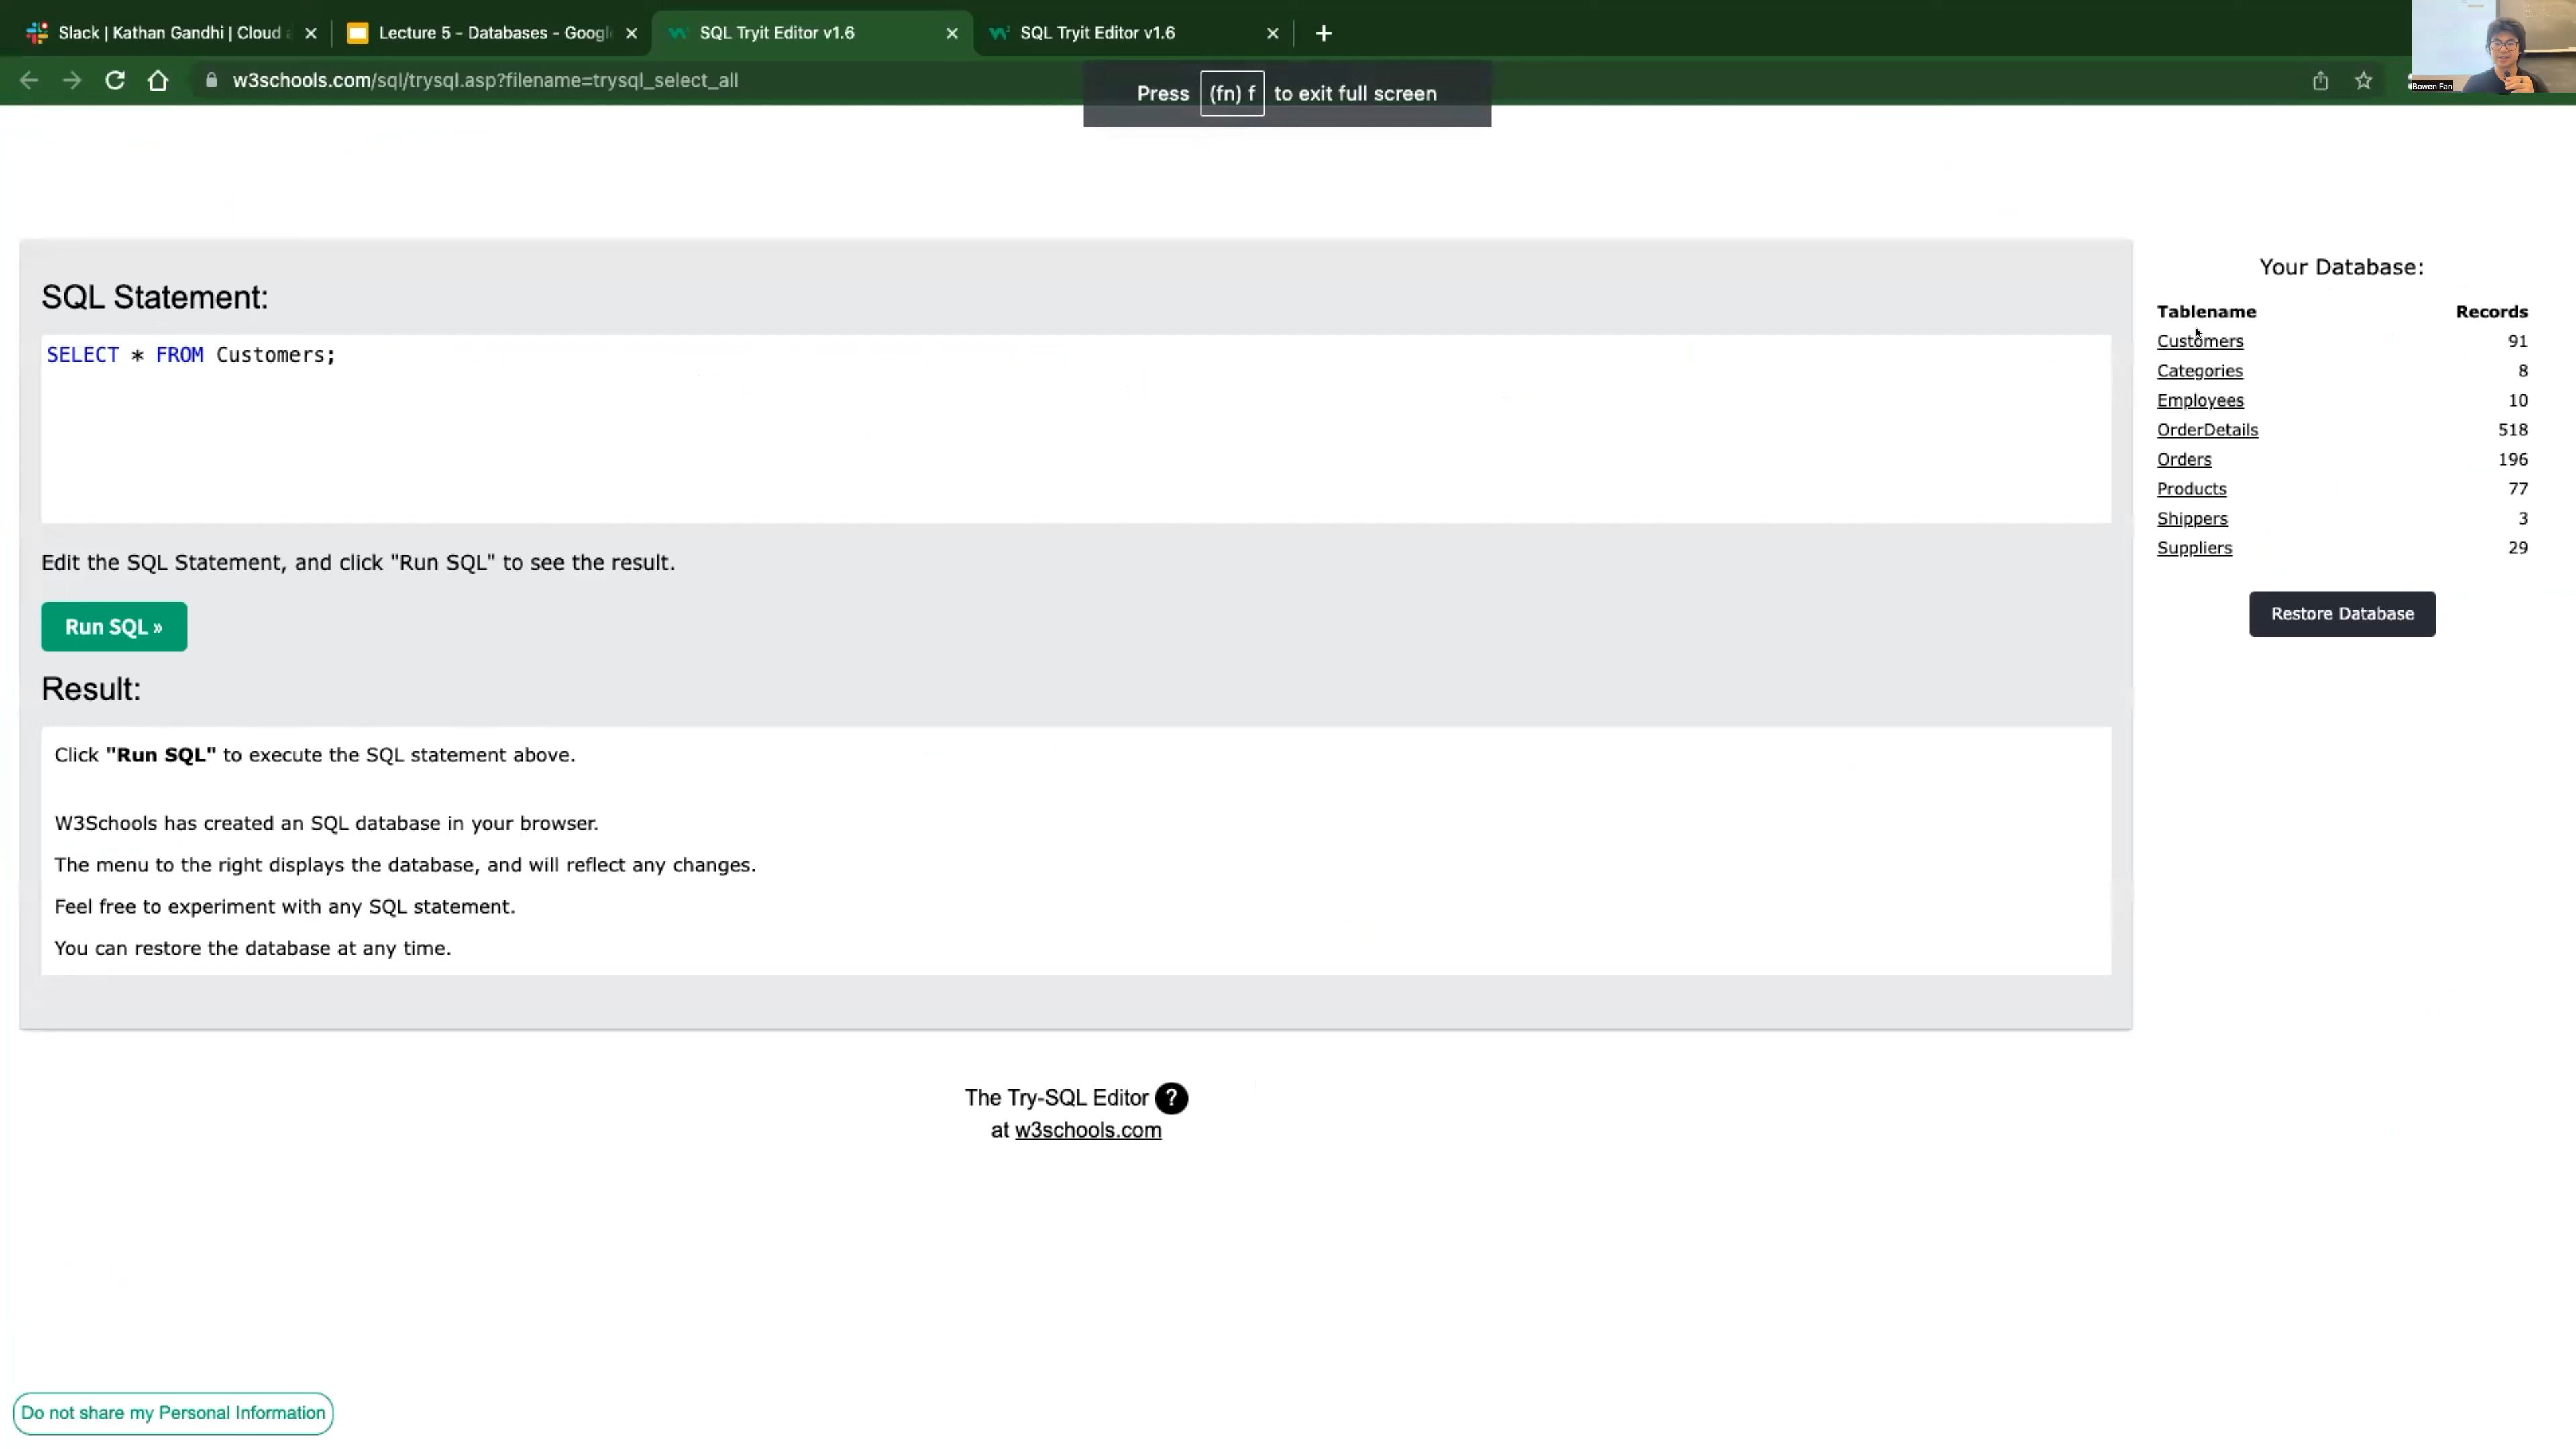 Slack | Kathan Gandhi | Cloud
Lecture 5 - Databases - Googl
SQL Tryit Editor v1.6
SQL Tryit Editor v1.6
w3schools.com/sql/trysql.asp?filename=trysql_select_all
Press (fn) f to exit full screen
Bowen Fan
SQL Statement:
SELECT * FROM Customers;
Edit the SQL Statement, and click "Run SQL" to see the result.
Run SQL »
Result:
Click "Run SQL" to execute the SQL statement above.
W3Schools has created an SQL database in your browser.
The menu to the right displays the database, and will reflect any changes.
Feel free to experiment with any SQL statement.
You can restore the database at any time.
Your Database:
Tablename Records
Customers 91
Categories 8
Employees 10
OrderDetails 518
Orders 196
Products 77
Shippers 3
Suppliers 29
Restore Database
The Try-SQL Editor ?
at w3schools.com
Do not share my Personal Information